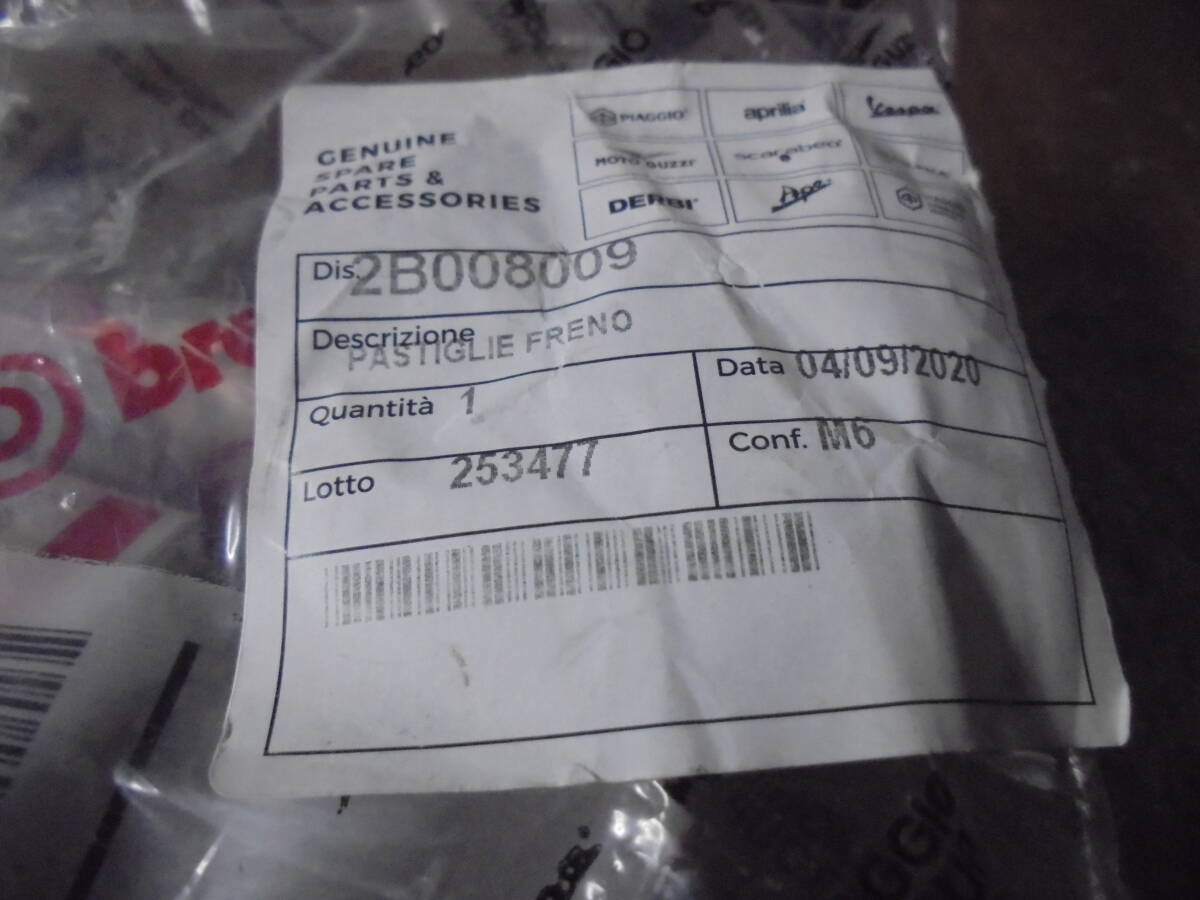 GENUINE
SPARE
PARTS &
ACCESSORIES
PIAGGIO
aprilia
Vespa
MOTO GUZZI
scarabeo
DERBI
Ape
Dis. 2B008009
Descrizione
PASTIGLIE FRENO
Quantità 1
Data 04/09/2020
Lotto 253477
Conf. M6